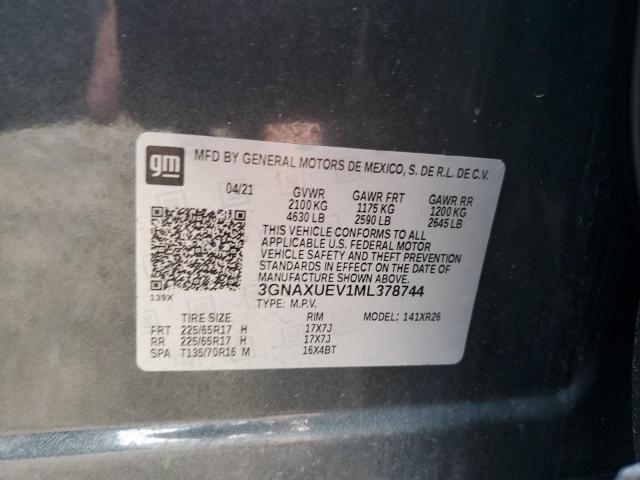 gm MFD BY GENERAL MOTORS DE MEXICO, S. DE R.L. DE C.V.
04/21 GVWR GAWR FRT GAWR RR
2100 KG 1175 KG 1200 KG
4630 LB 2590 LB 2645 LB
THIS VEHICLE CONFORMS TO ALL
APPLICABLE U.S. FEDERAL MOTOR
VEHICLE SAFETY AND THEFT PREVENTION
STANDARDS IN EFFECT ON THE DATE OF
MANUFACTURE SHOWN ABOVE.
139X 3GNAXUEV1ML378744
TYPE: M.P.V.
TIRE SIZE RIM MODEL: 141XR26
FRT 225/65R17 H 17X7J
RR 225/65R17 H 17X7J
SPA T135/70R16 M 16X4BT